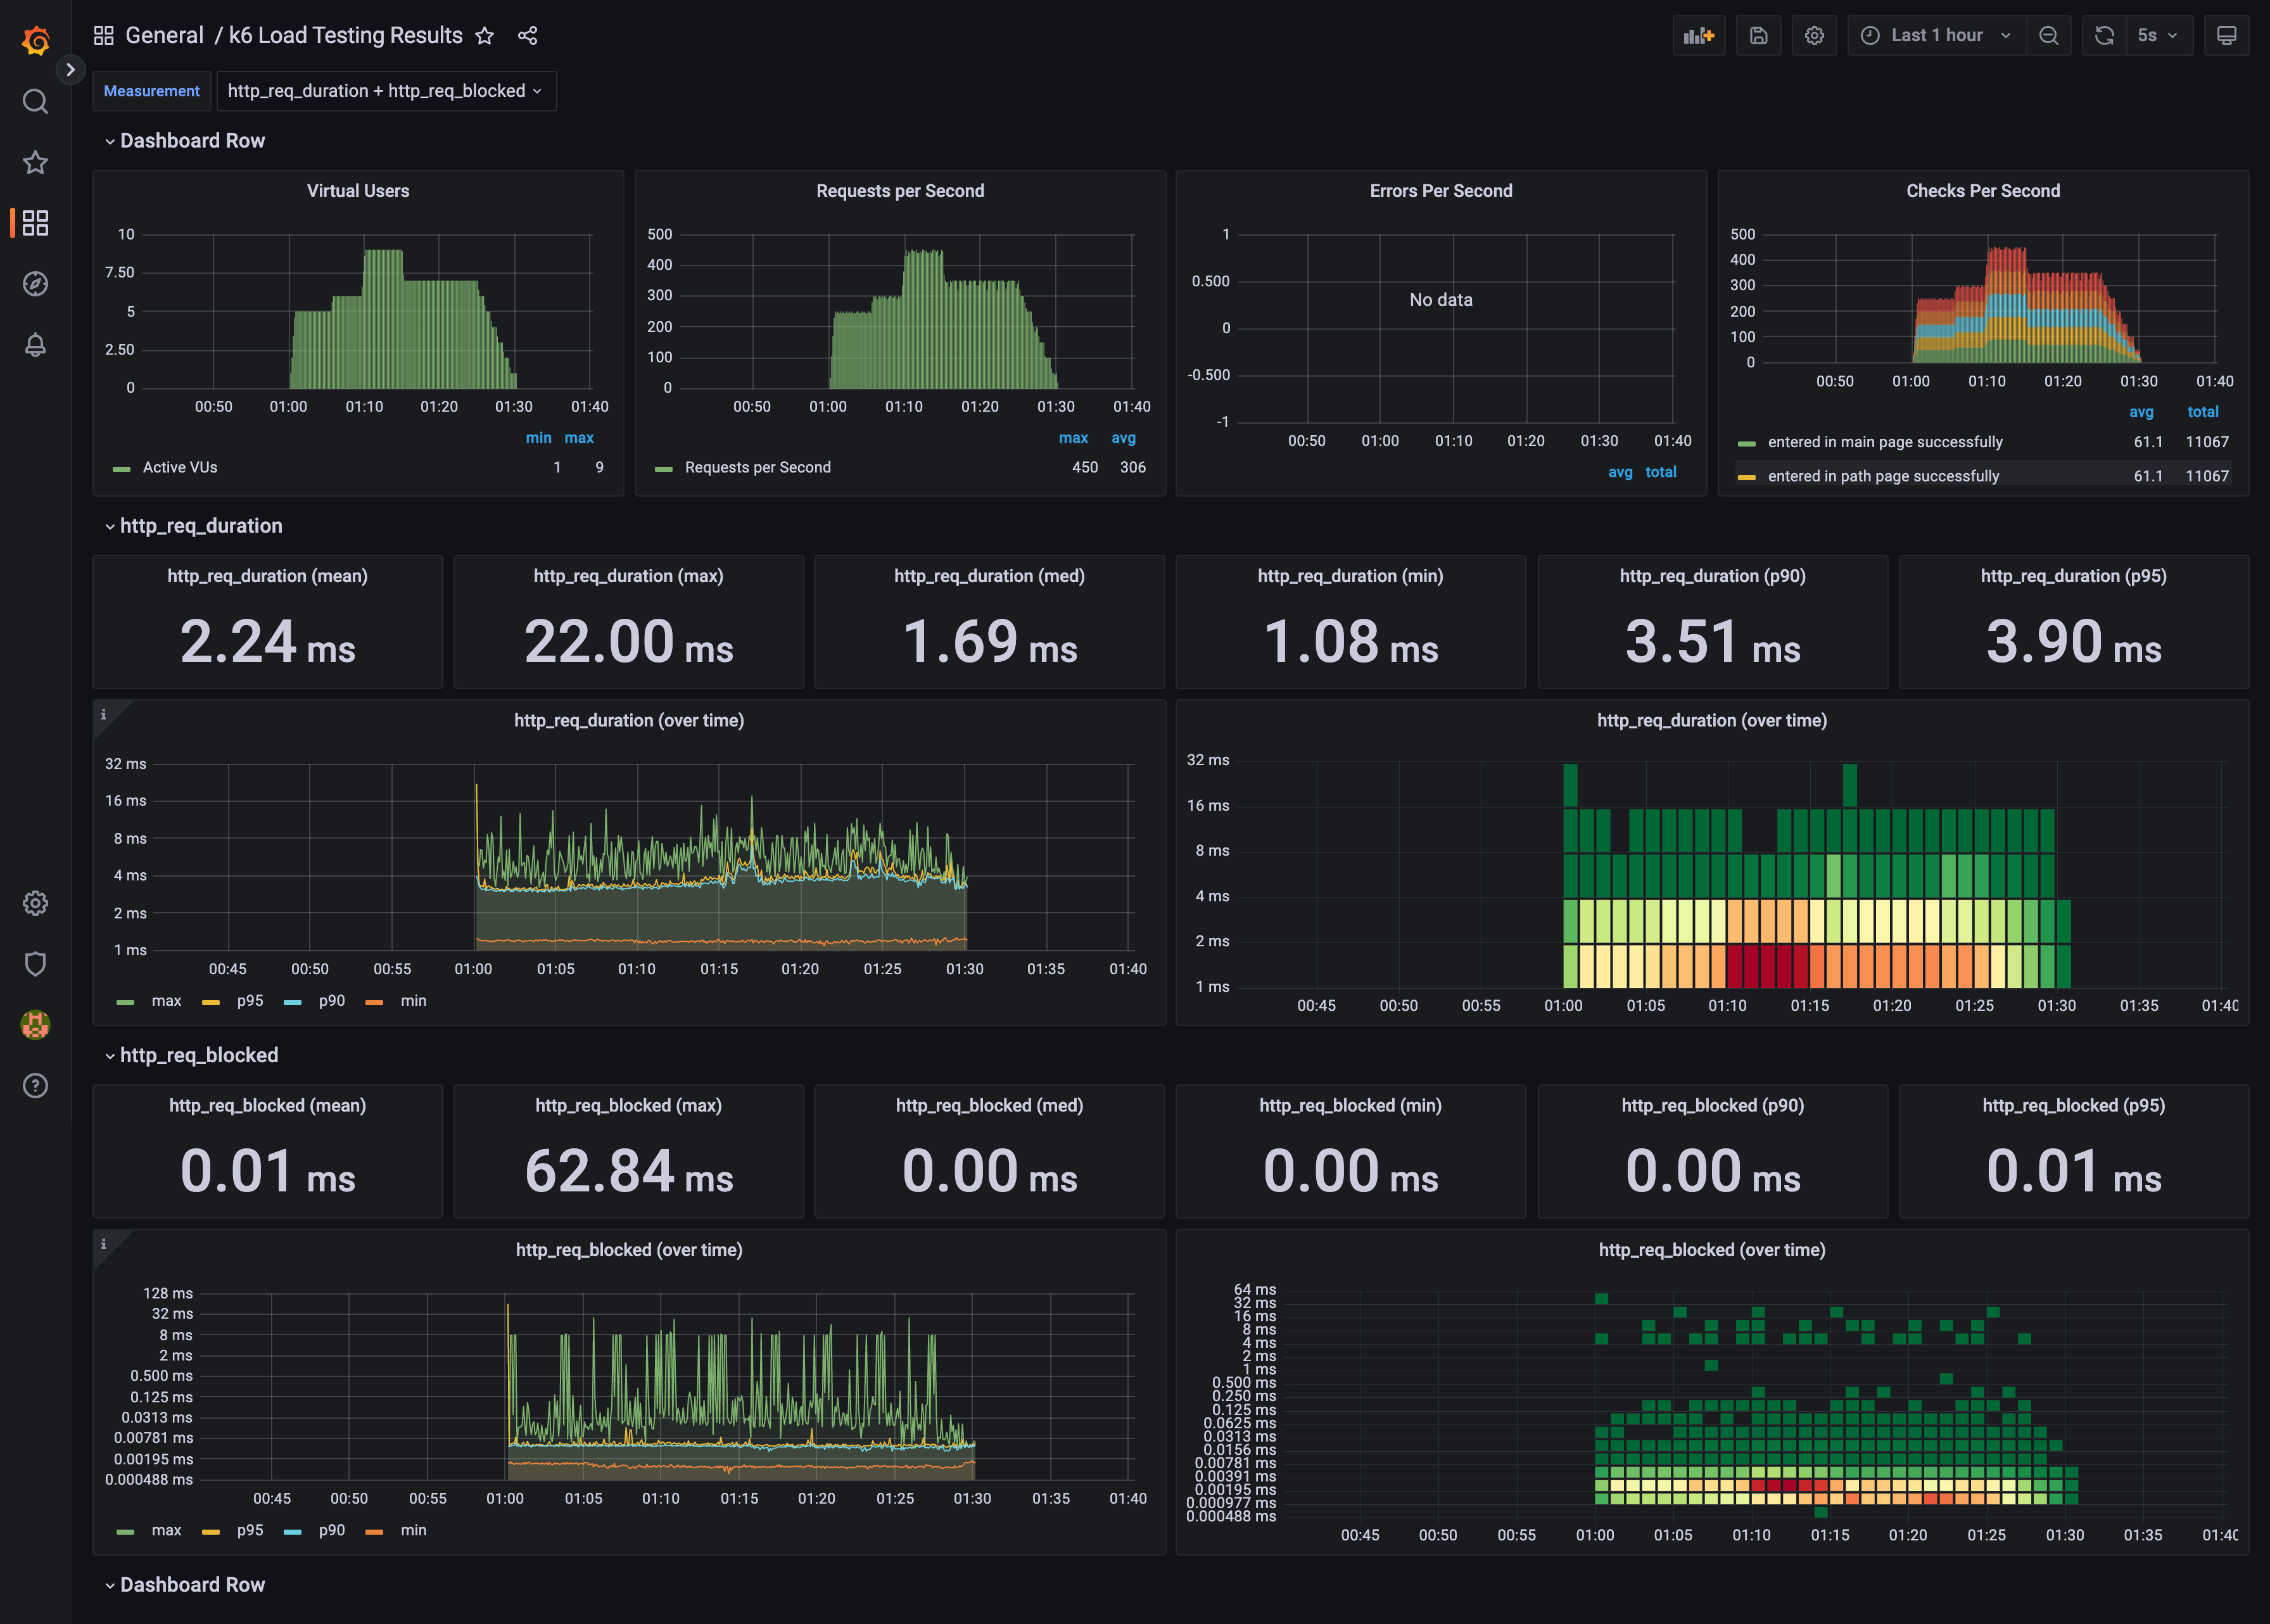 General / k6 Load Testing Results
Last 1 hour
5s
Measurement
http_req_duration + http_req_blocked
Dashboard Row
Virtual Users
10
7.50
5
2.50
0
00:50 01:00 01:10 01:20 01:30 01:40
min max
Active VUs 1 9
Requests per Second
500
400
300
200
100
0
00:50 01:00 01:10 01:20 01:30 01:40
max avg
Requests per Second 450 306
Errors Per Second
1
0.500
0
-0.500
-1
No data
00:50 01:00 01:10 01:20 01:30 01:40
avg total
Checks Per Second
500
400
300
200
100
0
00:50 01:00 01:10 01:20 01:30 01:40
avg total
entered in main page successfully 61.1 11067
entered in path page successfully 61.1 11067
http_req_duration
http_req_duration (mean)
2.24 ms
http_req_duration (max)
22.00 ms
http_req_duration (med)
1.69 ms
http_req_duration (min)
1.08 ms
http_req_duration (p90)
3.51 ms
http_req_duration (p95)
3.90 ms
i
http_req_duration (over time)
32 ms
16 ms
8 ms
4 ms
2 ms
1 ms
00:45 00:50 00:55 01:00 01:05 01:10 01:15 01:20 01:25 01:30 01:35 01:40
max p95 p90 min
http_req_duration (over time)
32 ms
16 ms
8 ms
4 ms
2 ms
1 ms
00:45 00:50 00:55 01:00 01:05 01:10 01:15 01:20 01:25 01:30 01:35 01:40
http_req_blocked
http_req_blocked (mean)
0.01 ms
http_req_blocked (max)
62.84 ms
http_req_blocked (med)
0.00 ms
http_req_blocked (min)
0.00 ms
http_req_blocked (p90)
0.00 ms
http_req_blocked (p95)
0.01 ms
i
http_req_blocked (over time)
128 ms
32 ms
8 ms
2 ms
0.500 ms
0.125 ms
0.0313 ms
0.00781 ms
0.00195 ms
0.000488 ms
00:45 00:50 00:55 01:00 01:05 01:10 01:15 01:20 01:25 01:30 01:35 01:40
max p95 p90 min
http_req_blocked (over time)
64 ms
32 ms
16 ms
8 ms
4 ms
2 ms
1 ms
0.500 ms
0.250 ms
0.125 ms
0.0625 ms
0.0313 ms
0.0156 ms
0.00781 ms
0.00391 ms
0.00195 ms
0.000977 ms
0.000488 ms
00:45 00:50 00:55 01:00 01:05 01:10 01:15 01:20 01:25 01:30 01:35 01:40
Dashboard Row